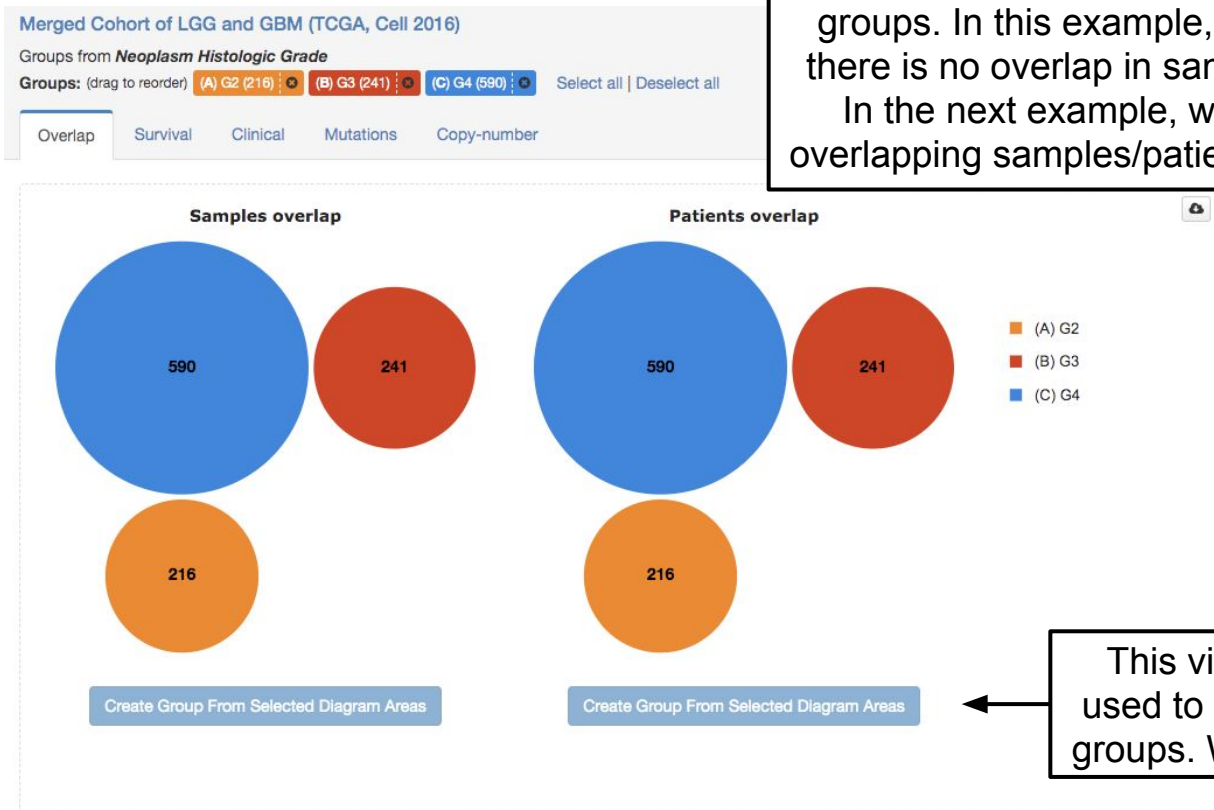 Merged Cohort of LGG and GBM (TCGA, Cell 2016)
Groups from Neoplasm Histologic Grade
Groups: (drag to reorder) (A) G2 (216) (B) G3 (241) (C) G4 (590) Select all | Deselect all
Overlap Survival Clinical Mutations Copy-number
groups. In this example,
there is no overlap in
In the next example,
overlapping
Samples overlap
590
241
216
Create Group From Selected Diagram Areas
Patients overlap
590
241
216
Create Group From Selected Diagram Areas
(A) G2
(B) G3
(C) G4
This
used to
groups.